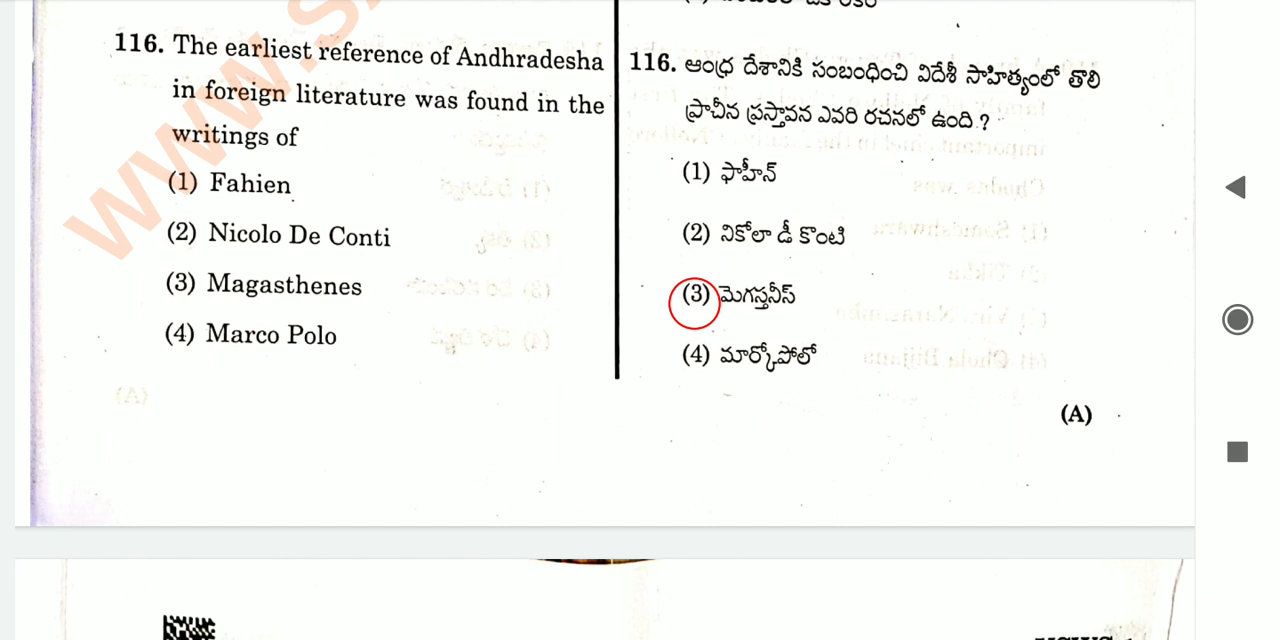 116. The earliest reference of Andhradesha
in foreign literature was found in the
writings of
(1) Fahien
(2) Nicolo De Conti
(3) Magasthenes
(4) Marco Polo
116. ఆంధ్ర దేశానికి సంబంధించి విదేశీ సాహిత్యంలో తొలి
ప్రాచీన ప్రస్తావన ఎవరి రచనలో ఉంది ?
(1) ఫాహీన్
(2) నికోలా డీ కొంటి
(3) మెగస్తనీస్
(4) మార్కోపోలో
(A)
www.s